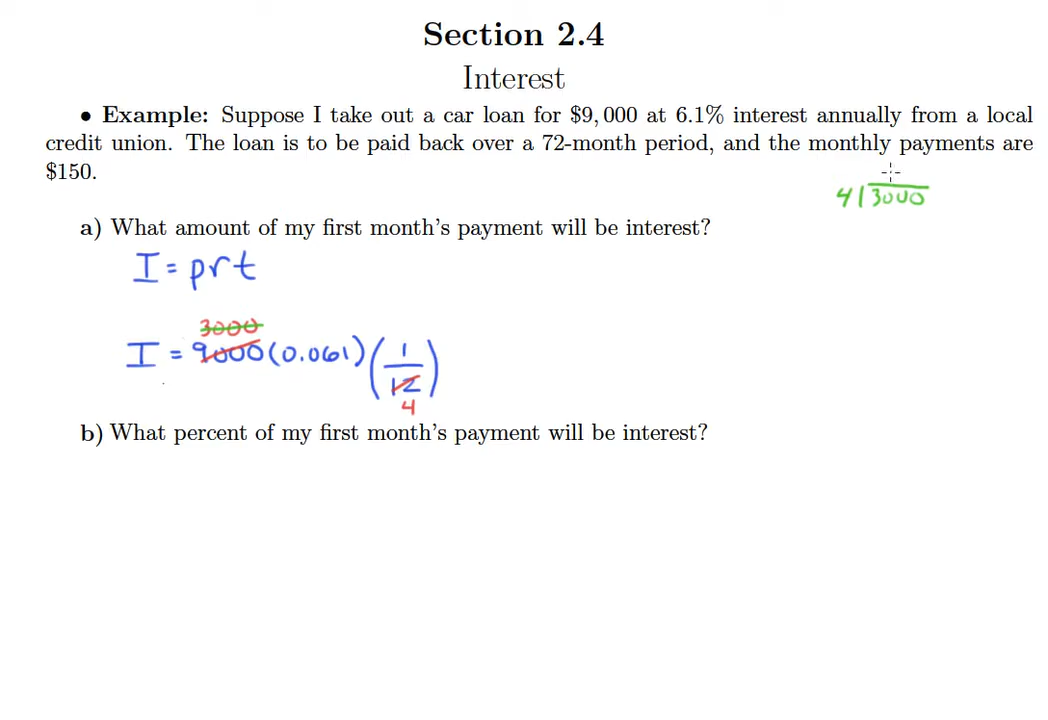 Section 2.4
Interest
• Example: Suppose I take out a car loan for $9,000 at 6.1% interest annually from a local
credit union. The loan is to be paid back over a 72-month period, and the monthly payments are
$150.
4 3000
a) What amount of my first month's payment will be interest?
I = prt
3000
I = 9000(0.061)(1/12)
4
b) What percent of my first month's payment will be interest?